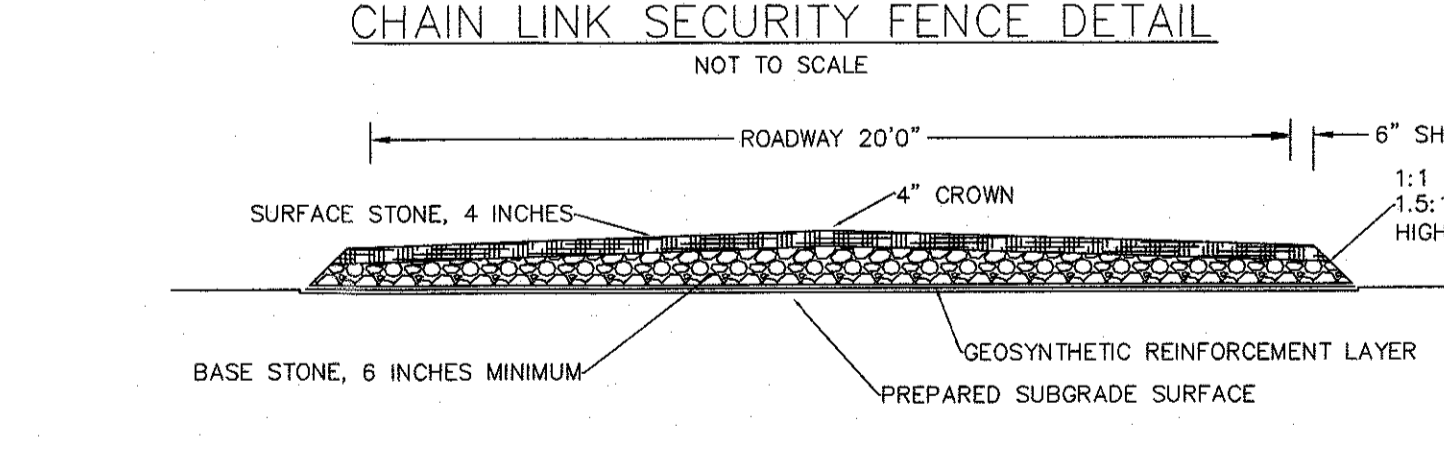 CHAIN LINK SECURITY FENCE DETAIL
NOT TO SCALE
ROADWAY 20'0"
6" SH
4" CROWN
1:1
1.5:1
HIGH
SURFACE STONE, 4 INCHES
BASE STONE, 6 INCHES MINIMUM
GEOSYNTHETIC REINFORCEMENT LAYER
PREPARED SUBGRADE SURFACE